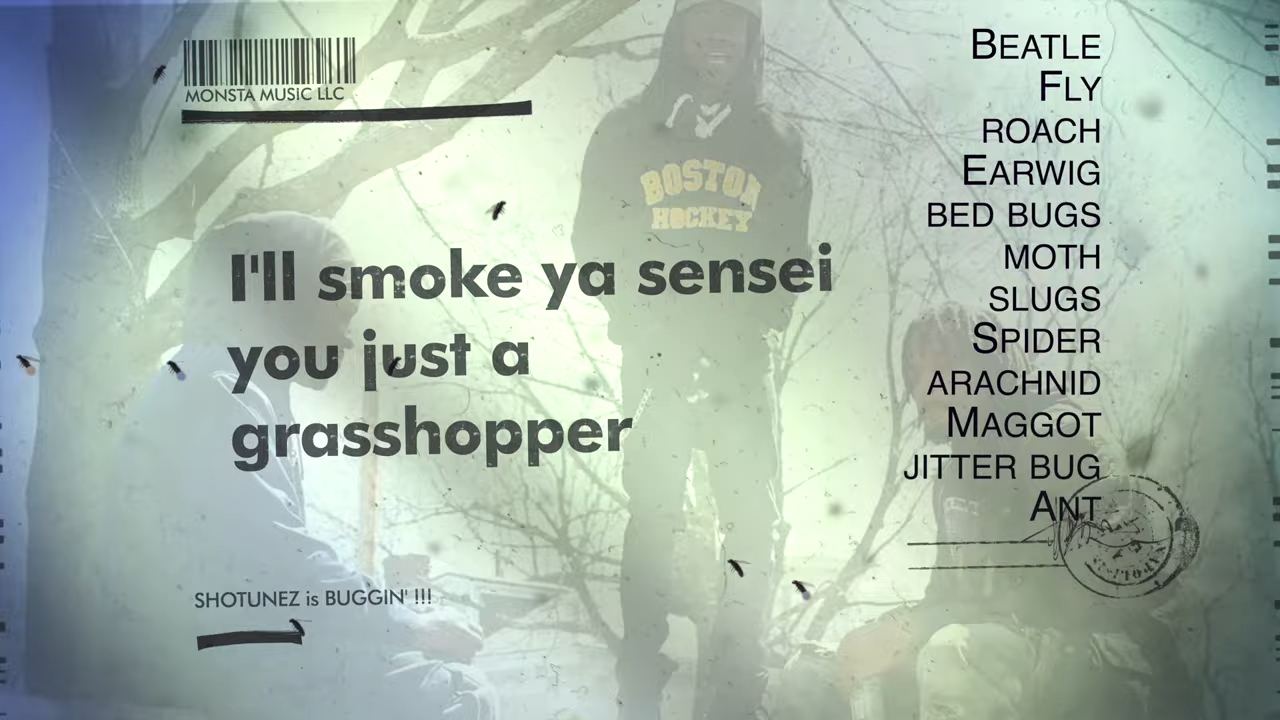 MONSTA MUSIC LLC
BOSTON
HOCKEY
I'll smoke ya sensei
you just a
grasshopper
SHOTUNEZ is BUGGIN' !!!
BEATLE
FLY
ROACH
EARWIG
BED BUGS
MOTH
SLUGS
SPIDER
ARACHNID
MAGGOT
JITTER BUG
ANT